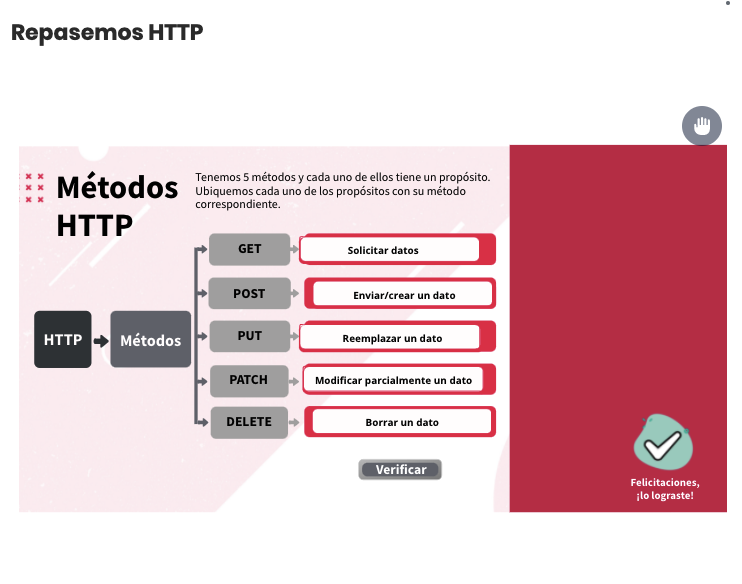 Repasemos HTTP
Métodos
HTTP
Tenemos 5 métodos y cada uno de ellos tiene un propósito.
Ubiquemos cada uno de los propósitos con su método
correspondiente.
HTTP
Métodos
GET
Solicitar datos
POST
Enviar/crear un dato
PUT
Reemplazar un dato
PATCH
Modificar parcialmente un dato
DELETE
Borrar un dato
Verificar
Felicitaciones,
¡lo lograste!